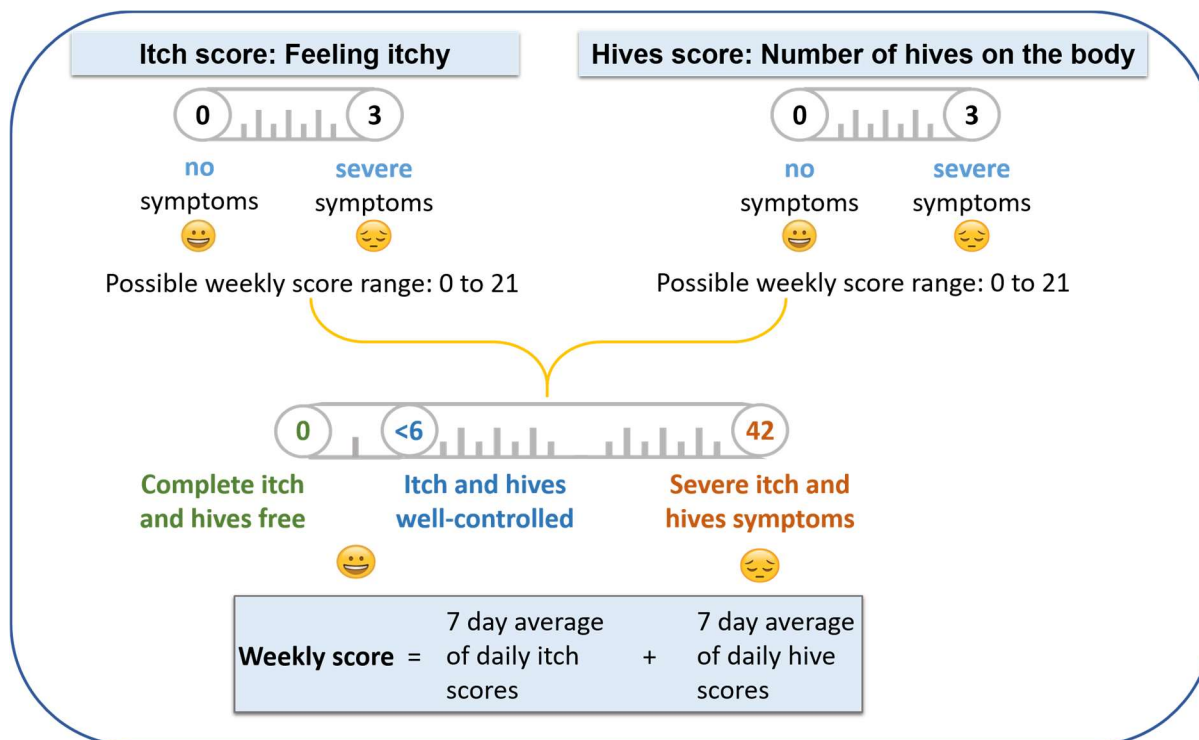 Itch score: Feeling itchy
0 3
no severe
symptoms symptoms
Possible weekly score range: 0 to 21
Hives score: Number of hives on the body
0 3
no severe
symptoms symptoms
Possible weekly score range: 0 to 21
0 <6 42
Complete itch
and hives free
Itch and hives
well-controlled
Severe itch and
hives symptoms
Weekly score =
7 day average
of daily itch
scores
+
7 day average
of daily hive
scores